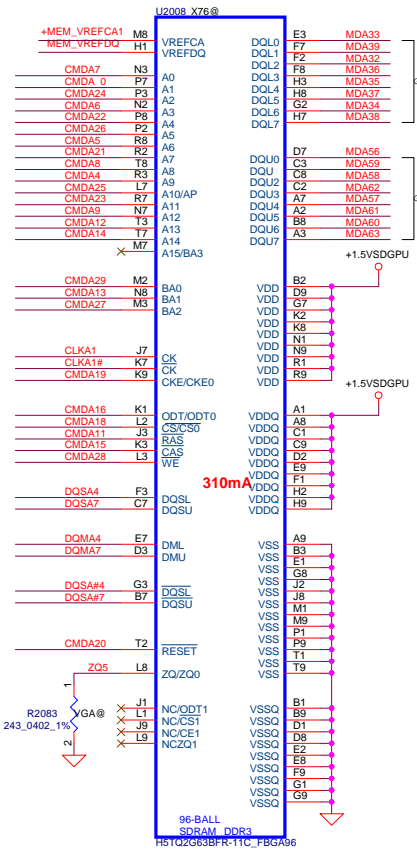 U2008 X76@
+MEM_VREFCA1 M8 VREFCA
MEM_VREFDQ H1 VREFDQ
CMDA7 N3 A0
CMDA 0 P7 A1
CMDA24 P3 A2
CMDA6 N2 A3
CMDA22 P8 A4
CMDA26 P2 A5
CMDA5 R8 A6
CMDA21 R2 A7
CMDA8 T8 A8
CMDA4 R3 A9
CMDA25 L7 A10/AP
CMDA23 R7 A11
CMDA9 N7 A12
CMDA12 T3 A13
CMDA14 T7 A14
M7 A15/BA3
CMDA29 M2 BA0
CMDA13 N8 BA1
CMDA27 M3 BA2
CLKA1 J7 CK
CLKA1# K7 CK
CMDA19 K9 CKE/CKE0
CMDA16 K1 ODT/ODT0
CMDA18 L2 CS/CS0
CMDA11 J3 RAS
CMDA15 K3 CAS
CMDA28 L3 WE
DQSA4 F3 DQSL
DQSA7 C7 DQSU
DQMA4 E7 DML
DQMA7 D3 DMU
DQSA#4 G3 DQSL
DQSA#7 B7 DQSU
CMDA20 T2 RESET
ZQ5 L8 ZQ/ZQ0
1
R2083 VGA@
243_0402_1%
2
J1 NC/ODT1
L1 NC/CS1
J9 NC/CE1
L9 NCZQ1
DQL0 E3 MDA33
DQL1 F7 MDA39
DQL2 F2 MDA32
DQL3 F8 MDA36
DQL4 H3 MDA35
DQL5 H8 MDA37
DQL6 G2 MDA34
DQL7 H7 MDA38
DQU0 D7 MDA56
DQU C3 MDA59
DQU2 C8 MDA58
DQU3 C2 MDA62
DQU4 A7 MDA57
DQU5 A2 MDA61
DQU6 B8 MDA60
DQU7 A3 MDA63
+1.5VSDGPU
VDD B2
VDD D9
VDD G7
VDD K2
VDD K8
VDD N1
VDD N9
VDD R1
VDD R9
+1.5VSDGPU
VDDQ A1
VDDQ A8
VDDQ C1
VDDQ C9
VDDQ D2
VDDQ E9
VDDQ F1
VDDQ H2
VDDQ H9
310mA
VSS A9
VSS B3
VSS E1
VSS G8
VSS J2
VSS J8
VSS M1
VSS M9
VSS P1
VSS P9
VSS T1
VSS T9
VSSQ B1
VSSQ B9
VSSQ D1
VSSQ D8
VSSQ E2
VSSQ E8
VSSQ F9
VSSQ G1
VSSQ G9
96-BALL
SDRAM DDR3
H5TQ2G63BFR-11C_FBGA96